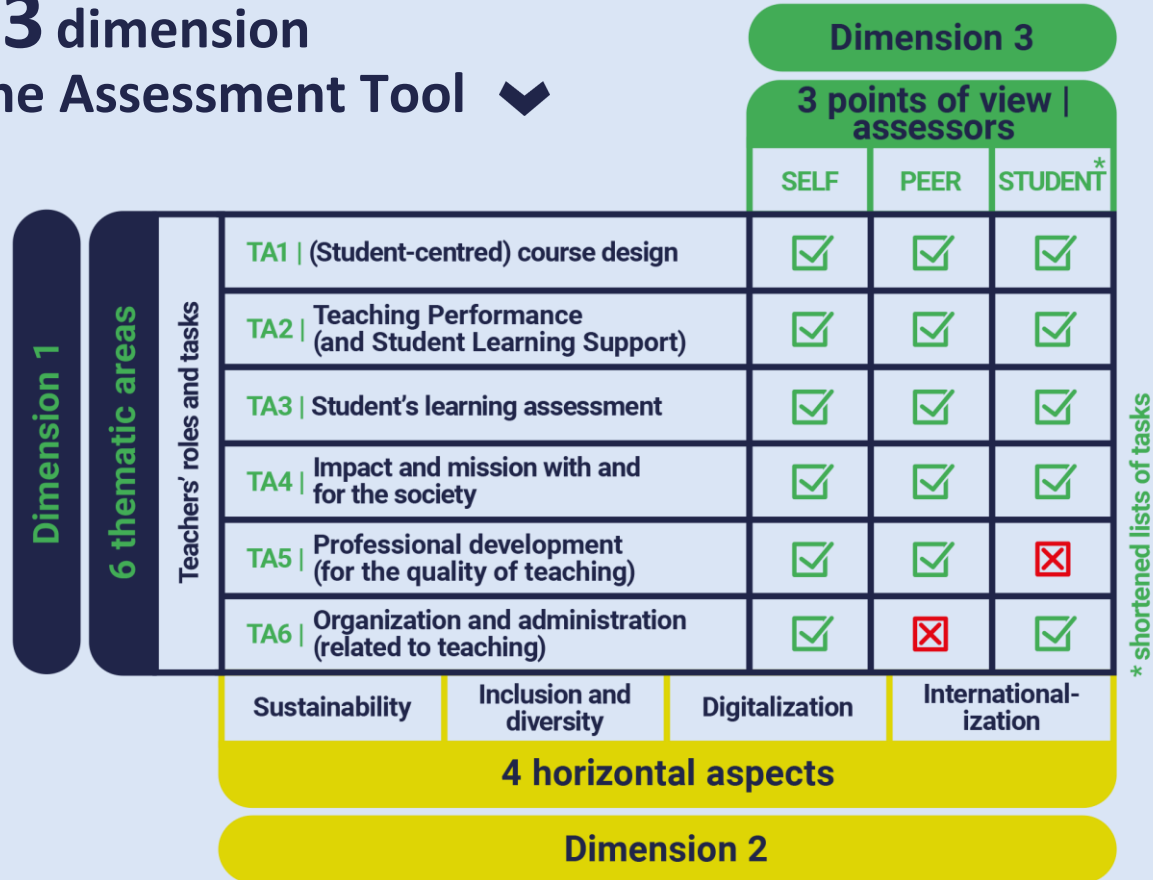 3 dimension
ne Assessment Tool
Dimension 3
3 points of view |
assessors
SELF PEER STUDENT*
Dimension 1
6 thematic areas
Teachers' roles and tasks
TA1 | (Student-centred) course design
TA2 | Teaching Performance
(and Student Learning Support)
TA3 | Student's learning assessment
TA4 | Impact and mission with and
for the society
TA5 | Professional development
(for the quality of teaching)
TA6 | Organization and administration
(related to teaching)
* shortened lists of tasks
Sustainability
Inclusion and
diversity
Digitalization
International-
ization
4 horizontal aspects
Dimension 2